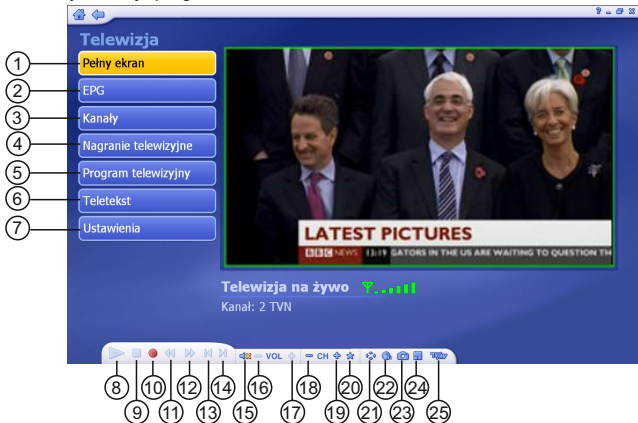 Telewizja
1 Pełny ekran
2 EPG
3 Kanały
4 Nagranie telewizyjne
5 Program telewizyjny
6 Teletekst
7 Ustawienia
LATEST PICTURES
BBC NEWS 13:19 GATORS IN THE US ARE WAITING TO QUESTION TH
Telewizja na żywo
Kanał: 2 TVN
VOL CH
8 9 10 11 12 13 14 15 16 17 18 19 20 21 22 23 24 25